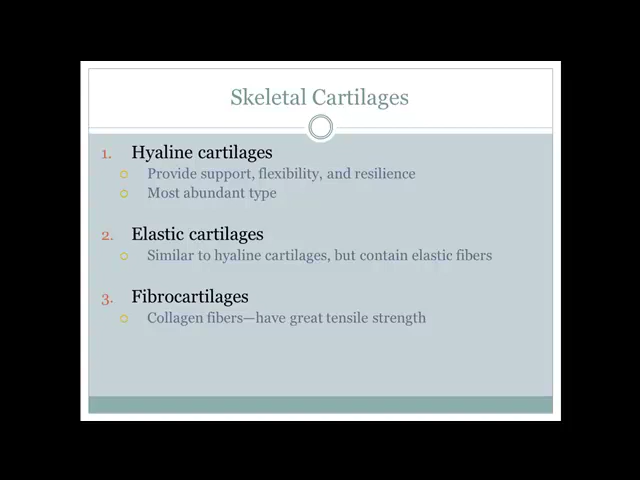 Skeletal Cartilages
1. Hyaline cartilages
Provide support, flexibility, and resilience
Most abundant type
2. Elastic cartilages
Similar to hyaline cartilages, but contain elastic fibers
3. Fibrocartilages
Collagen fibers—have great tensile strength